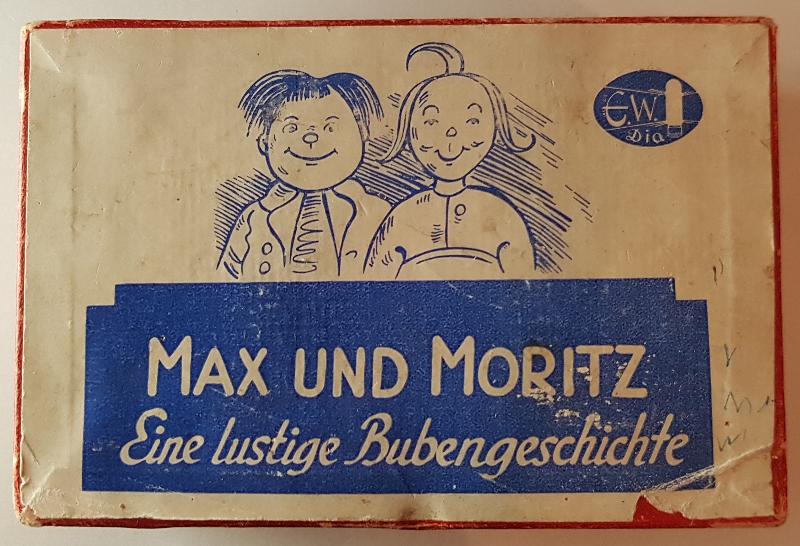 E.W.
Dia
MAX UND MORITZ
Eine lustige Bubengeschichte